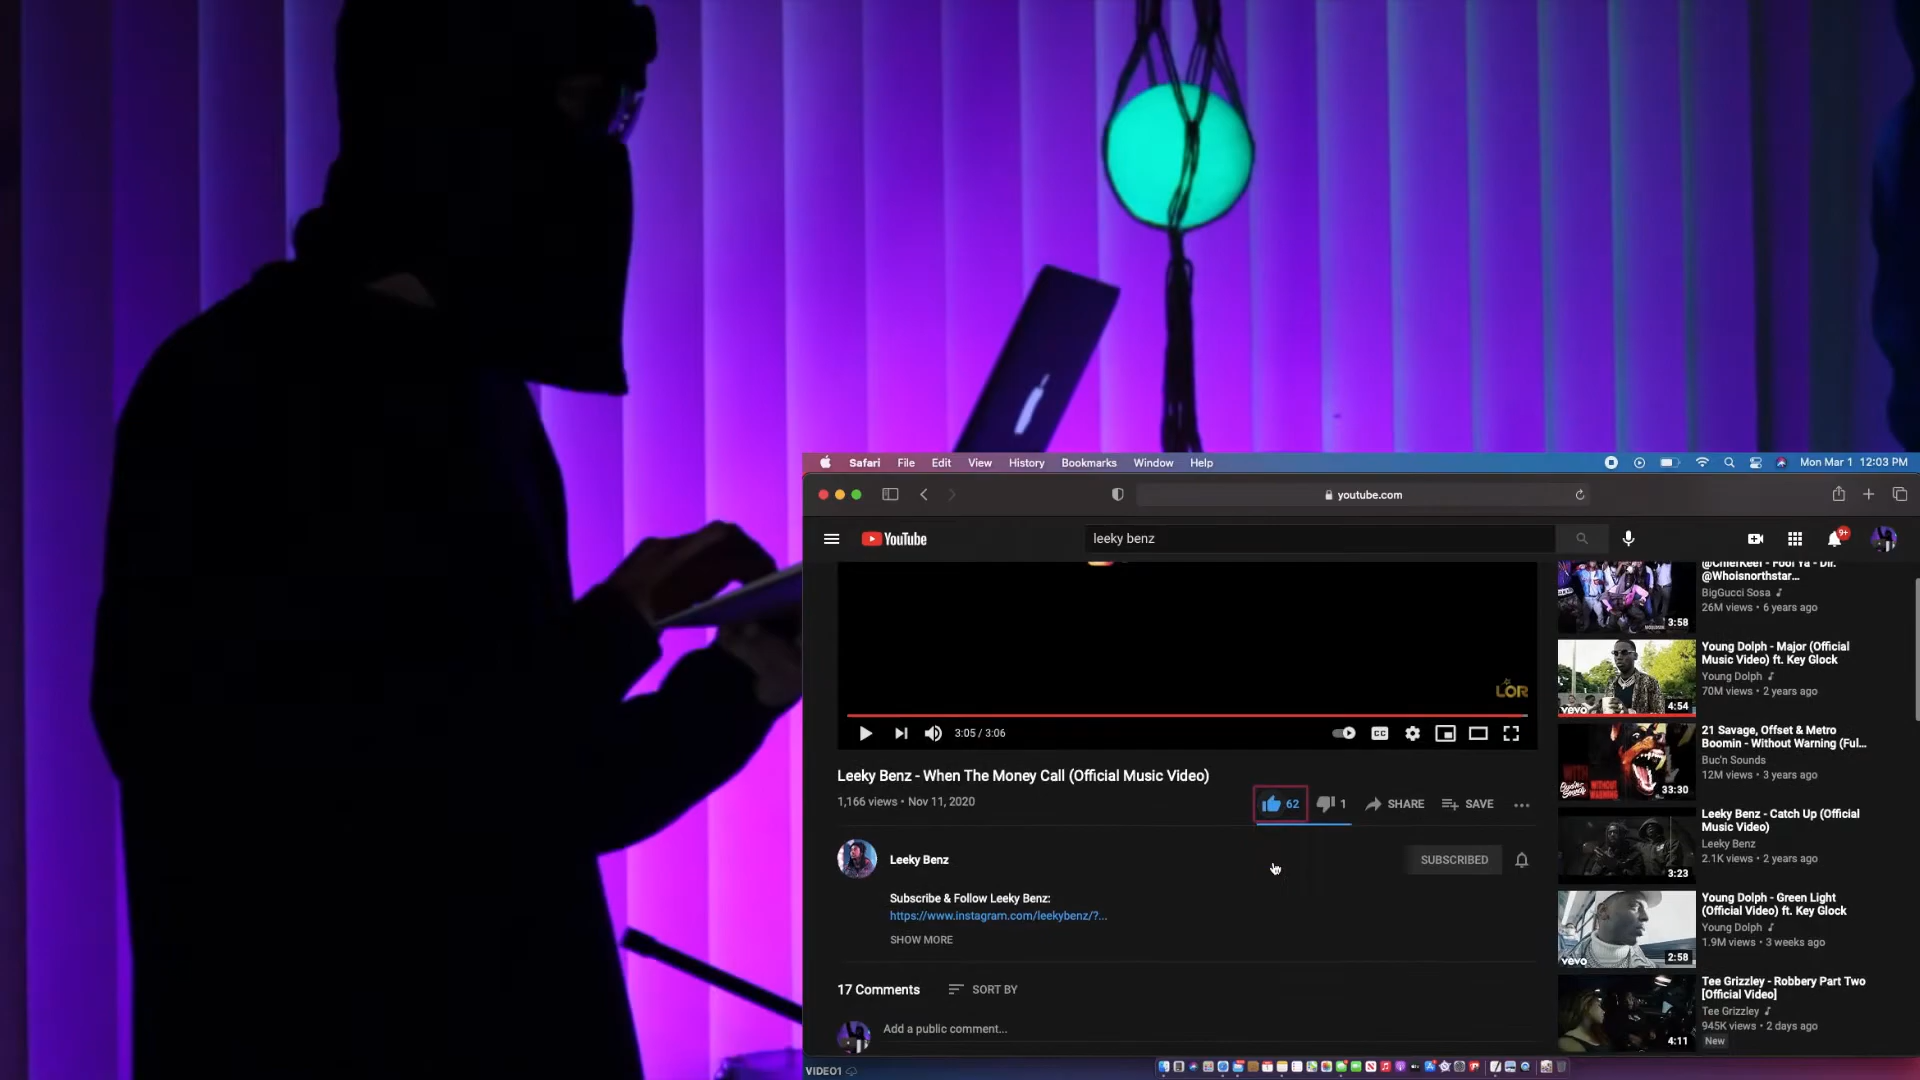 Safari File Edit View History Bookmarks Window Help Mon Mar 1 12:03 PM
youtube.com
YouTube
leeky benz
9+
LOR
3:05 / 3:06
CC
Leeky Benz - When The Money Call (Official Music Video)
1,166 views • Nov 11, 2020
62 1 SHARE SAVE
Leeky Benz
SUBSCRIBED
Subscribe & Follow Leeky Benz:
https://www.instagram.com/leekybenz/?...
SHOW MORE
17 Comments SORT BY
Add a public comment...
@ChiefKeef - Fool Ya - Dir.
@Whoisnorthstar...
BigGucci Sosa
26M views • 6 years ago
3:58
Young Dolph - Major (Official
Music Video) ft. Key Glock
Young Dolph
70M views • 2 years ago
vevo 4:54
21 Savage, Offset & Metro
Boomin - Without Warning (Ful...
Buc'n Sounds
12M views • 3 years ago
33:30
Leeky Benz - Catch Up (Official
Music Video)
Leeky Benz
2.1K views • 2 years ago
3:23
Young Dolph - Green Light
(Official Video) ft. Key Glock
Young Dolph
1.9M views • 3 weeks ago
vevo 2:58
Tee Grizzley - Robbery Part Two
[Official Video]
Tee Grizzley
945K views • 2 days ago
New
4:11
VIDEO1